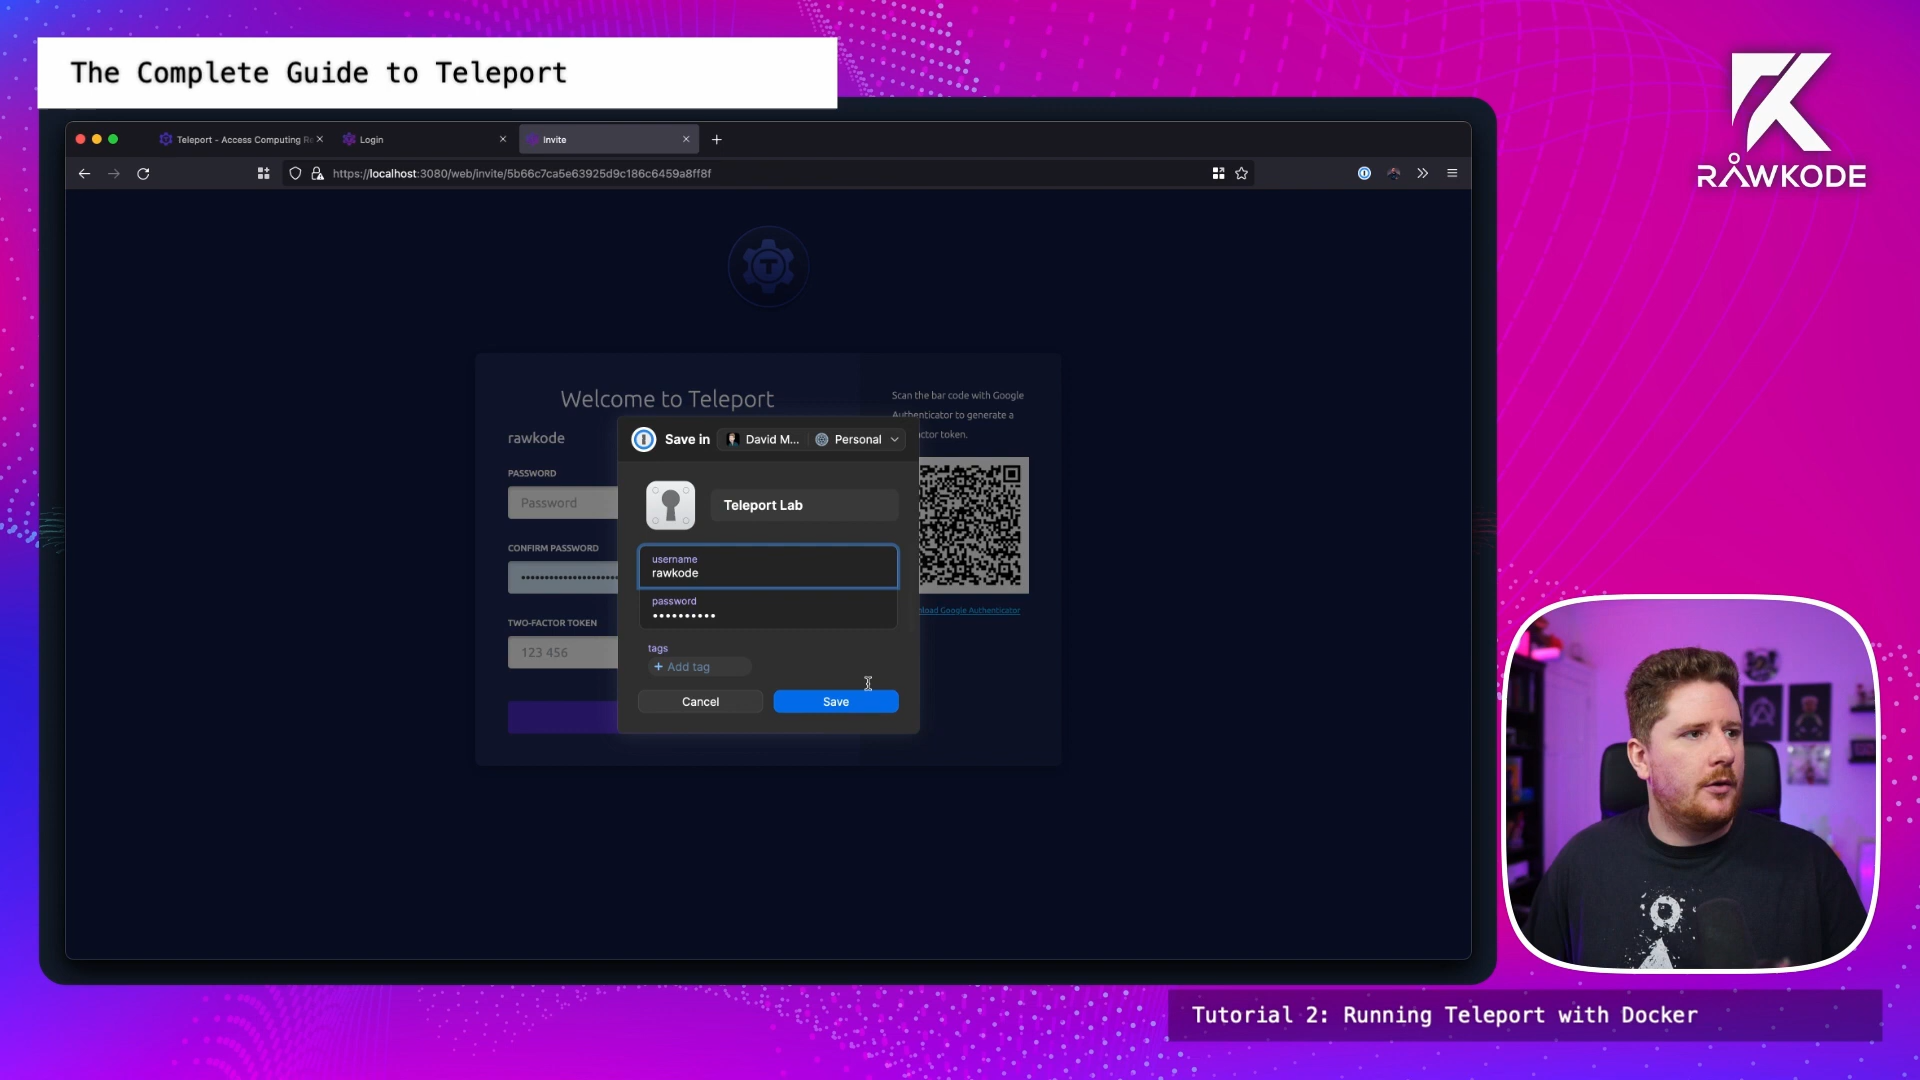 The Complete Guide to Teleport
RAWKODE
Teleport - Access Computing Re
Login
Invite
https://localhost:3080/web/invite/5b66c7ca5e63925d9c186c6459a8ff8f
Welcome to Teleport
rawkode
PASSWORD
Password
CONFIRM PASSWORD
TWO-FACTOR TOKEN
123 456
Scan the bar code with Google
Authenticator to generate a
token.
Save in
David M...
Personal
Teleport Lab
username
rawkode
password
tags
+ Add tag
Cancel
Save
Google Authenticator
Tutorial 2: Running Teleport with Docker